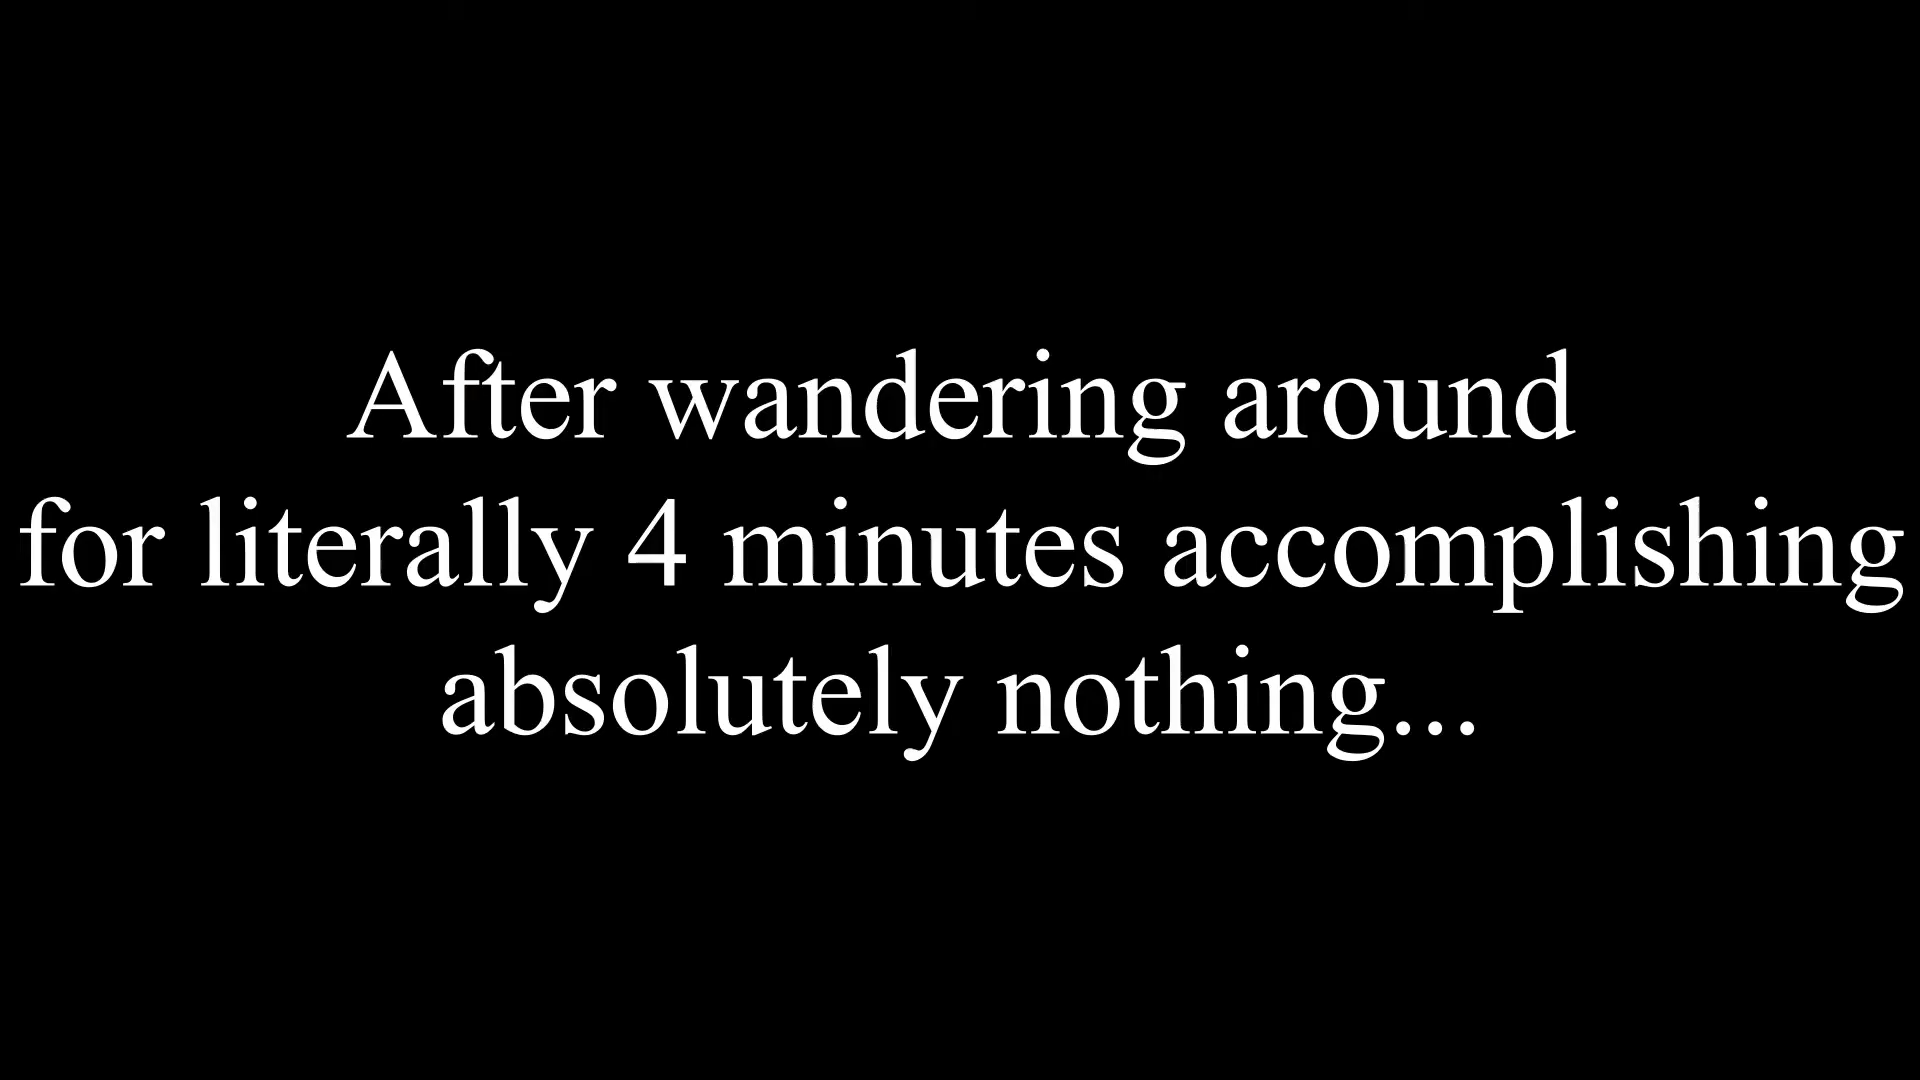 After wandering around
for literally 4 minutes accomplishing
absolutely nothing...